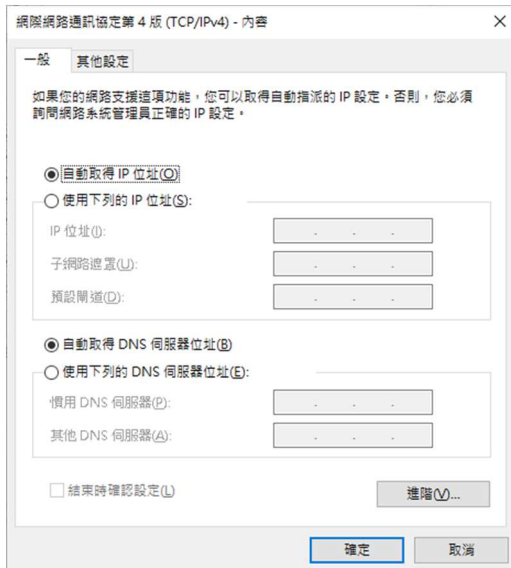 網際網路通訊協定第 4 版 (TCP/IPv4) - 內容
一般
其他設定
如果您的網路支援這項功能，您可以取得自動指派的 IP 設定。否則，您必須
詢問網路系統管理員正確的 IP 設定。
自動取得 IP 位址(O)
使用下列的 IP 位址(S):
IP 位址(I):
子網路遮罩(U):
預設閘道(D):
自動取得 DNS 伺服器位址(B)
使用下列的 DNS 伺服器位址(E):
慣用 DNS 伺服器(P):
其他 DNS 伺服器(A):
結束時確認設定(L)
進階(V)...
確定
取消